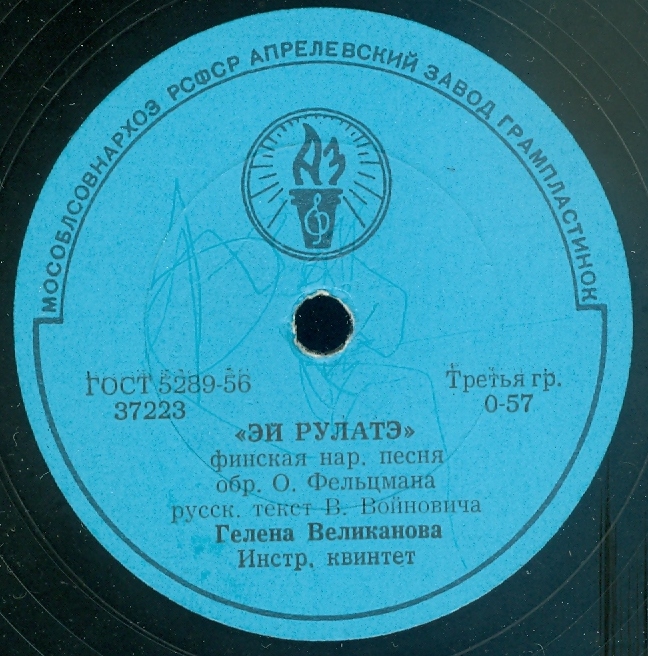 МОСОБЛСОВНАРХОЗ РСФСР АПРЕЛЕВСКИЙ ЗАВОД ГРАМПЛАСТИНОК
АЗ
ГОСТ 5289-56
37223
Третья гр.
0-57
«ЭЙ РУЛАТЭ»
финская нар. песня
обр. О. Фельцмана
русск. текст В. Войновича
Гелена Великанова
Инстр. квинтет